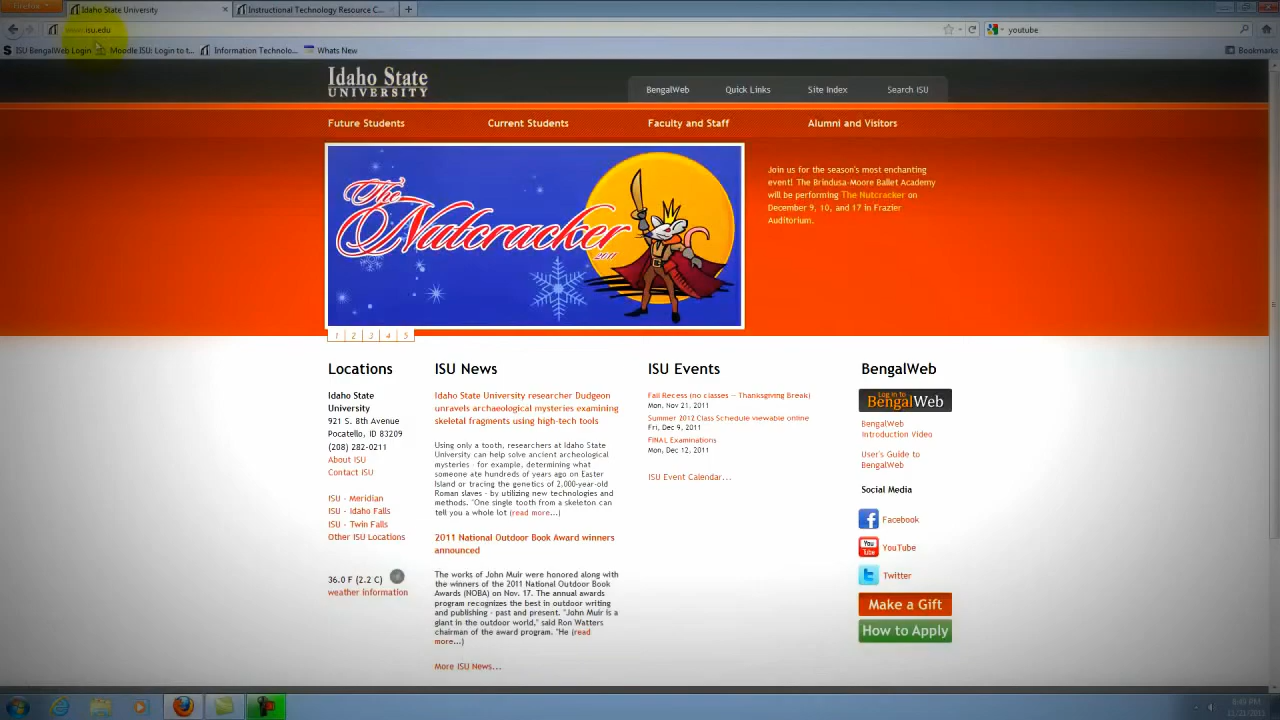 Firefox
Idaho State University
Instructional Technology Resource C...
www.isu.edu
youtube
ISU BengalWeb Login
Moodle ISU: Login to t...
Information Technolo...
Whats New
Bookmarks
Idaho State
UNIVERSITY
BengalWeb
Quick Links
Site Index
Search ISU
Future Students
Current Students
Faculty and Staff
Alumni and Visitors
The
Nutcracker
2011
Join us for the season's most enchanting
event! The Brindusa-Moore Ballet Academy
will be performing The Nutcracker on
December 9, 10, and 17 in Frazier
Auditorium.
1 2 3 4 5
Locations
Idaho State
University
921 S. 8th Avenue
Pocatello, ID 83209
(208) 282-0211
About ISU
Contact ISU
ISU - Meridian
ISU - Idaho Falls
ISU - Twin Falls
Other ISU Locations
36.0 F (2.2 C)
weather information
ISU News
Idaho State University researcher Dudgeon
unravels archaeological mysteries examining
skeletal fragments using high-tech tools
Using only a tooth, researchers at Idaho State
University can help solve ancient archeological
mysteries - for example, determining what
someone ate hundreds of years ago on Easter
Island or tracing the genetics of 2,000-year-old
Roman slaves - by utilizing new technologies and
methods. "One single tooth from a skeleton can
tell you a whole lot (read more...)
2011 National Outdoor Book Award winners
announced
The works of John Muir were honored along with
the winners of the 2011 National Outdoor Book
Awards (NOBA) on Nov. 17. The annual awards
program recognizes the best in outdoor writing
and publishing - past and present. "John Muir is a
giant in the outdoor world," said Ron Watters
chairman of the award program. "He (read
more...)
More ISU News...
ISU Events
Fall Recess (no classes -- Thanksgiving Break)
Mon, Nov 21, 2011
Summer 2012 Class Schedule viewable online
Fri, Dec 9, 2011
FINAL Examinations
Mon, Dec 12, 2011
ISU Event Calendar...
BengalWeb
Log in to
BengalWeb
BengalWeb
Introduction Video
User's Guide to
BengalWeb
Social Media
Facebook
You
Tube
YouTube
Twitter
Make a Gift
How to Apply